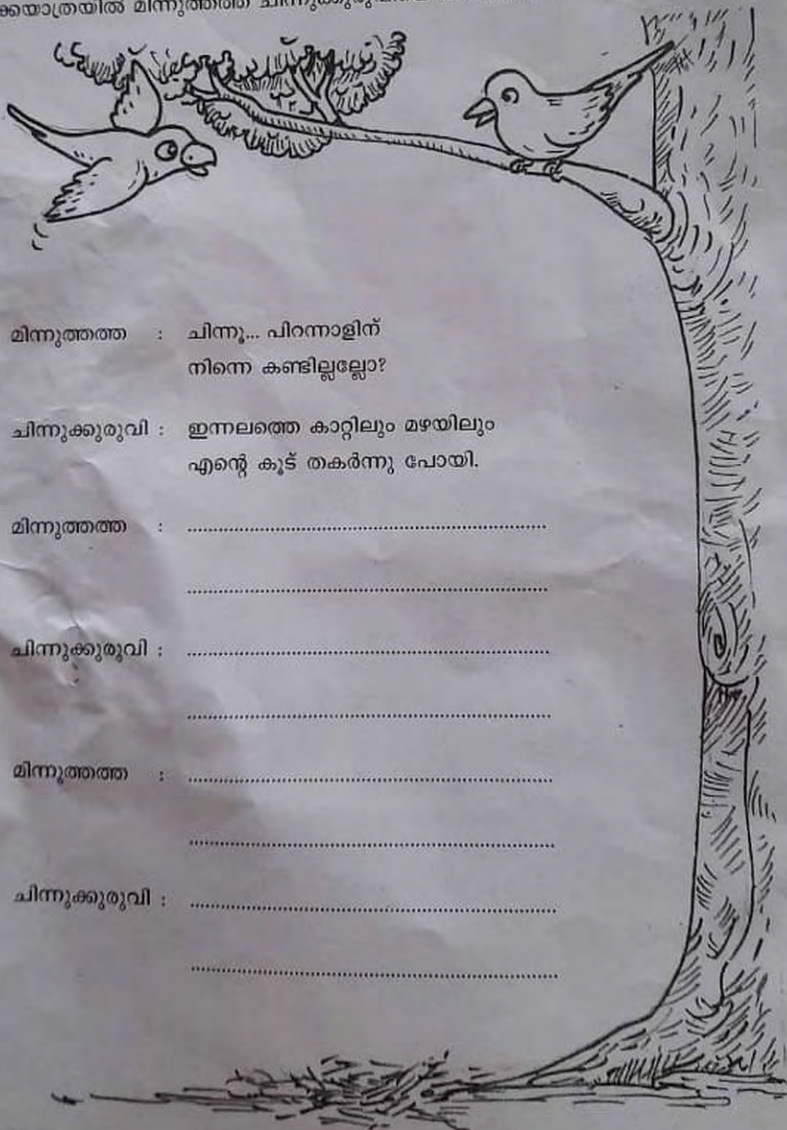 മിന്നുത്തത്ത : ചിന്നൂ... പിറന്നാളിന്
നിന്നെ കണ്ടില്ലല്ലോ?
ചിന്നുക്കുരുവി : ഇന്നലത്തെ കാറ്റിലും മഴയിലും
എന്റെ കൂട് തകർന്നു പോയി.
മിന്നുത്തത്ത : ................................................
................................................
ചിന്നുക്കുരുവി : ................................................
................................................
മിന്നുത്തത്ത : ................................................
................................................
ചിന്നുക്കുരുവി : ................................................
................................................